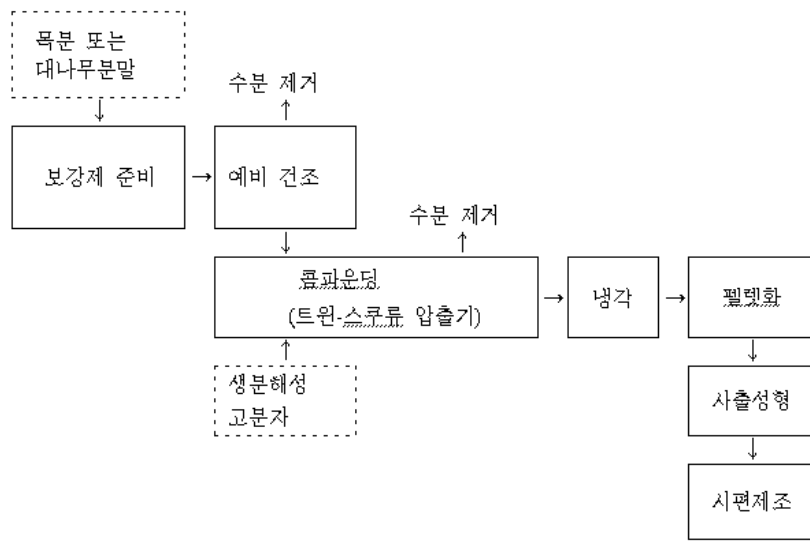 목분 또는
대나무분말
수분 제거
보강제 준비
예비 건조
수분 제거
콤파운딩
(트윈-스쿠류 압출기)
냉각
펠렛화
생분해성
고분자
사출성형
시편제조